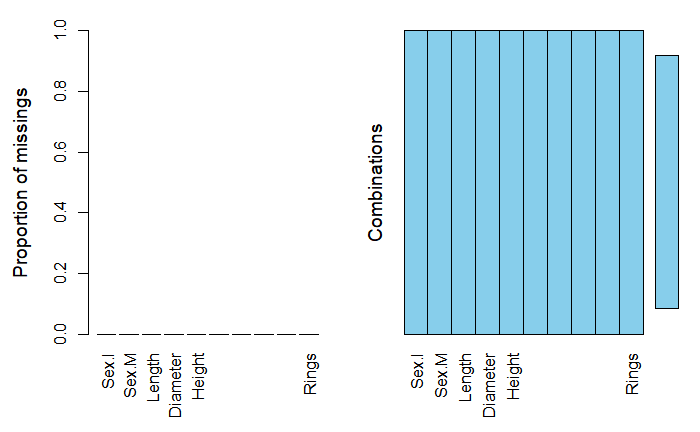 Proportion of missings
1.0
0.8
0.6
0.4
0.2
0.0
Sex.I
Sex.M
Length
Diameter
Height
Rings
Combinations
Sex.I
Sex.M
Length
Diameter
Height
Rings